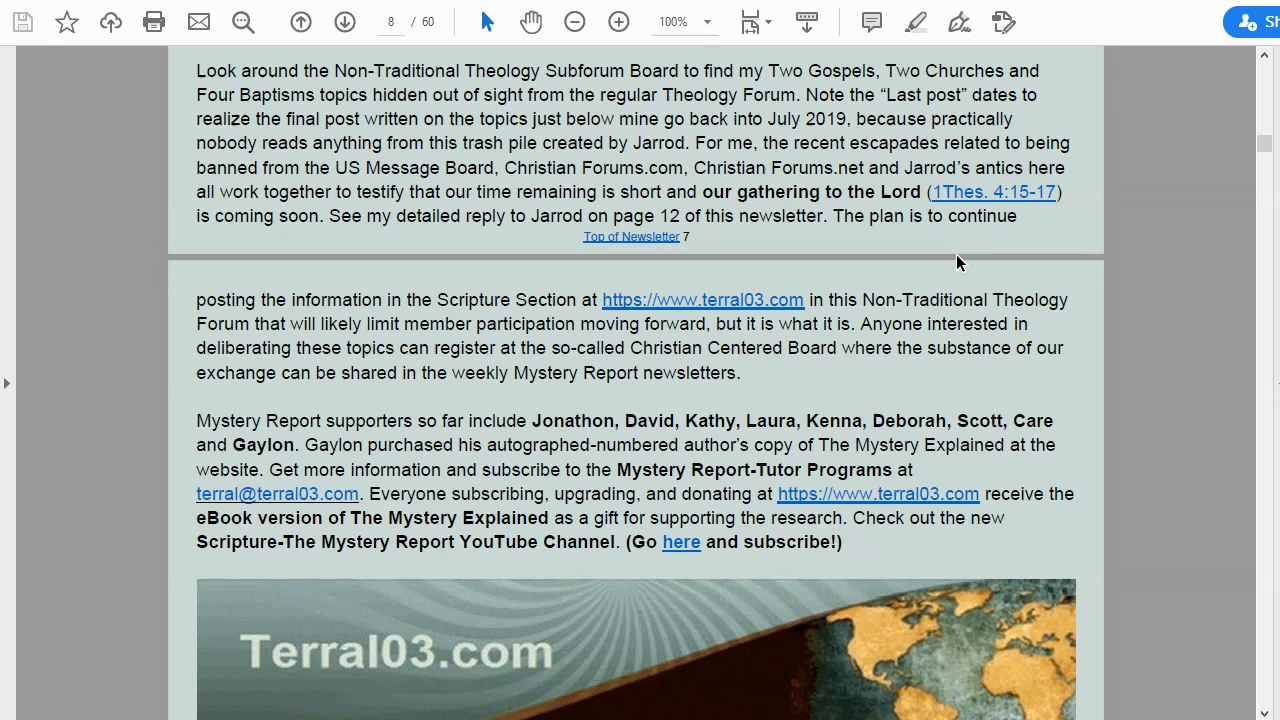 8 / 60
100%
Sh
Look around the Non-Traditional Theology Subforum Board to find my Two Gospels, Two Churches and
Four Baptisms topics hidden out of sight from the regular Theology Forum. Note the “Last post” dates to
realize the final post written on the topics just below mine go back into July 2019, because practically
nobody reads anything from this trash pile created by Jarrod. For me, the recent escapades related to being
banned from the US Message Board, Christian Forums.com, Christian Forums.net and Jarrod’s antics here
all work together to testify that our time remaining is short and our gathering to the Lord (1Thes. 4:15-17)
is coming soon. See my detailed reply to Jarrod on page 12 of this newsletter. The plan is to continue
Top of Newsletter 7
posting the information in the Scripture Section at https://www.terral03.com in this Non-Traditional Theology
Forum that will likely limit member participation moving forward, but it is what it is. Anyone interested in
deliberating these topics can register at the so-called Christian Centered Board where the substance of our
exchange can be shared in the weekly Mystery Report newsletters.
Mystery Report supporters so far include Jonathon, David, Kathy, Laura, Kenna, Deborah, Scott, Care
and Gaylon. Gaylon purchased his autographed-numbered author’s copy of The Mystery Explained at the
website. Get more information and subscribe to the Mystery Report-Tutor Programs at
terral@terral03.com. Everyone subscribing, upgrading, and donating at https://www.terral03.com receive the
eBook version of The Mystery Explained as a gift for supporting the research. Check out the new
Scripture-The Mystery Report YouTube Channel. (Go here and subscribe!)
Terral03.com